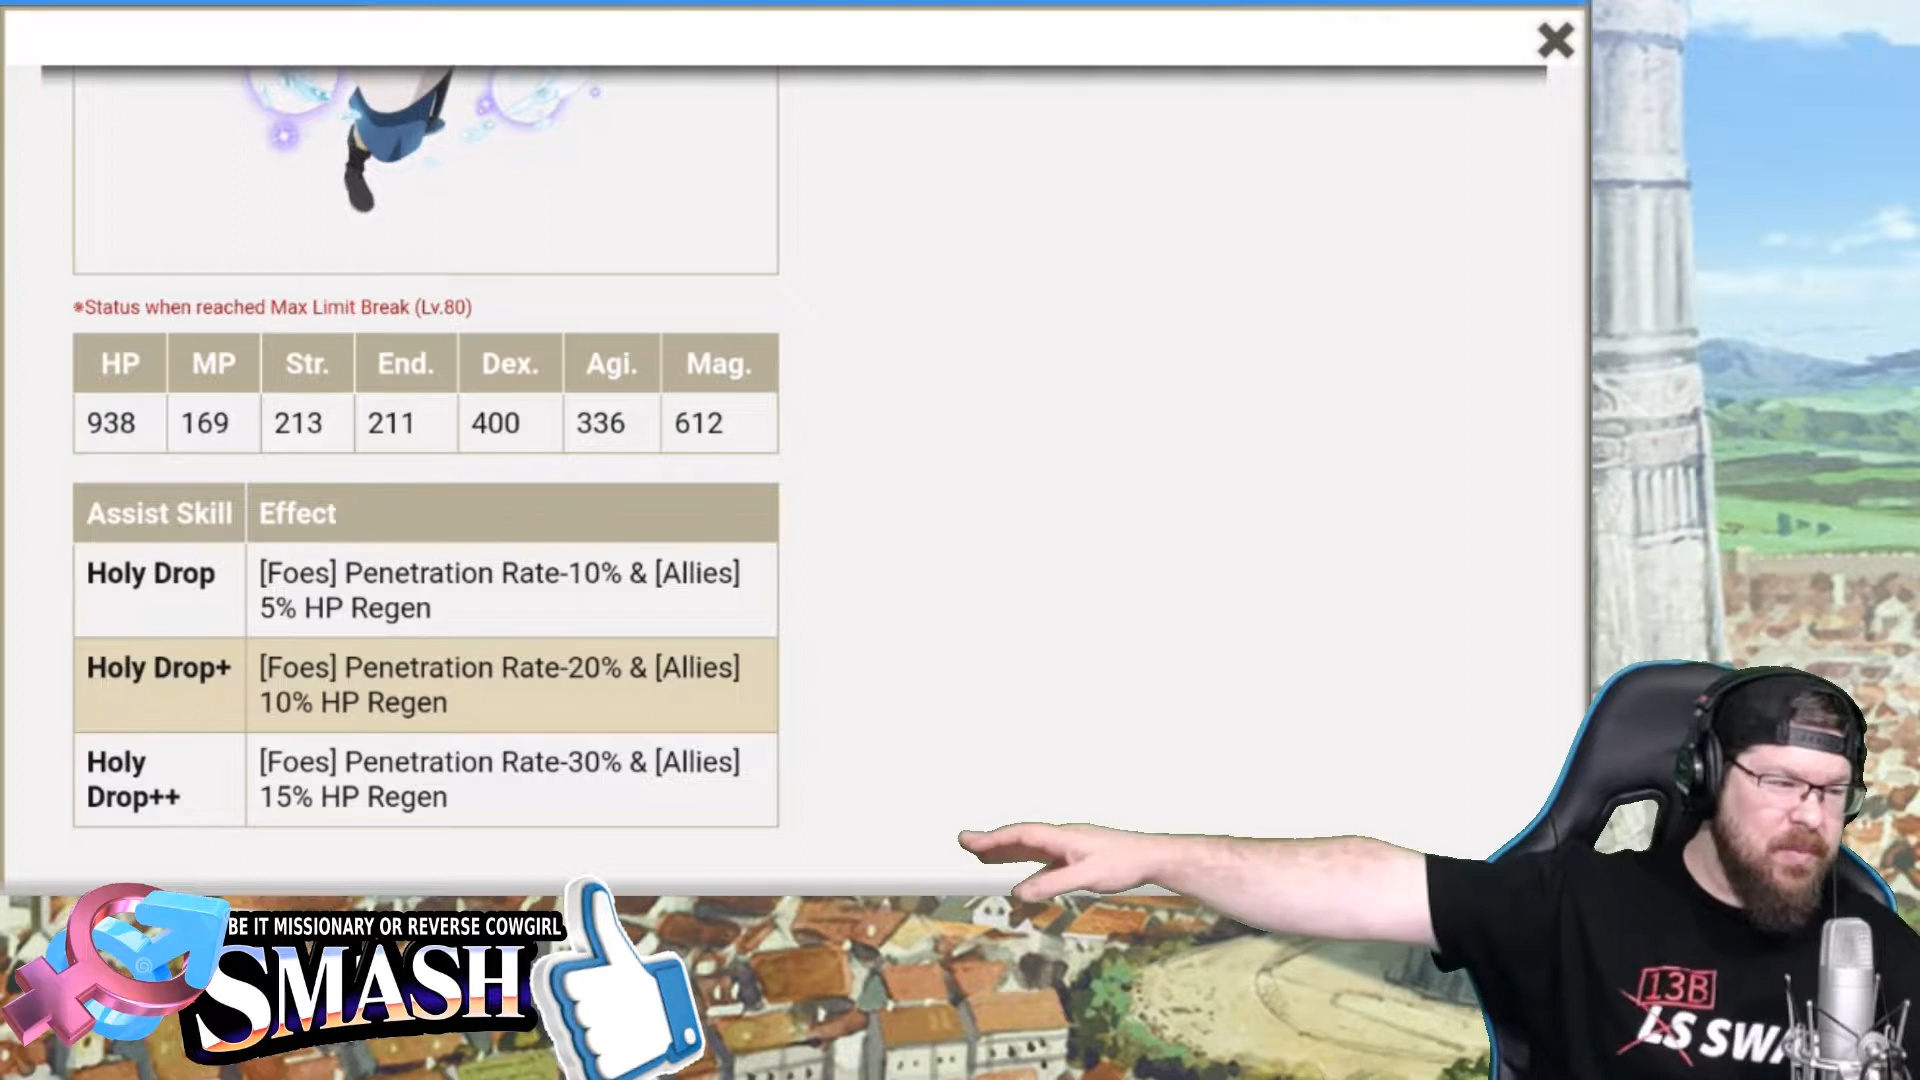 ※Status when reached Max Limit Break (Lv.80)
HP MP Str. End. Dex. Agi. Mag.
938 169 213 211 400 336 612
Assist Skill Effect
Holy Drop [Foes] Penetration Rate-10% & [Allies]
5% HP Regen
Holy Drop+ [Foes] Penetration Rate-20% & [Allies]
10% HP Regen
Holy [Foes] Penetration Rate-30% & [Allies]
Drop++ 15% HP Regen
BE IT MISSIONARY OR REVERSE COWGIRL
SMASH
13B